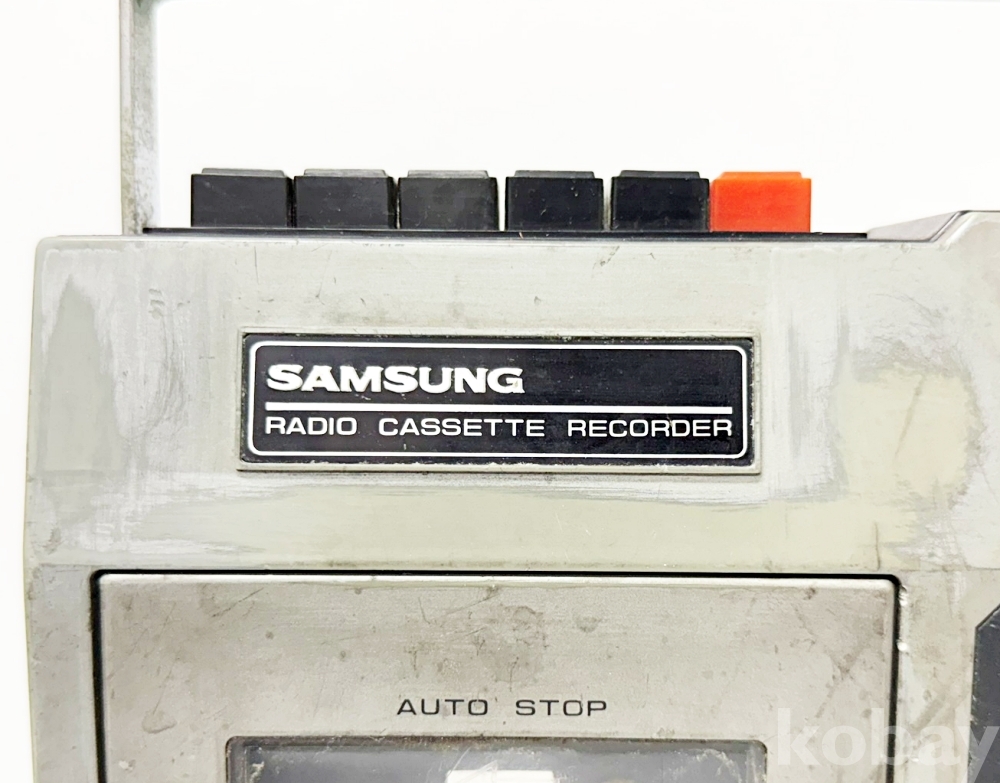 SAMSUNG
RADIO CASSETTE RECORDER
AUTO STOP
kobay